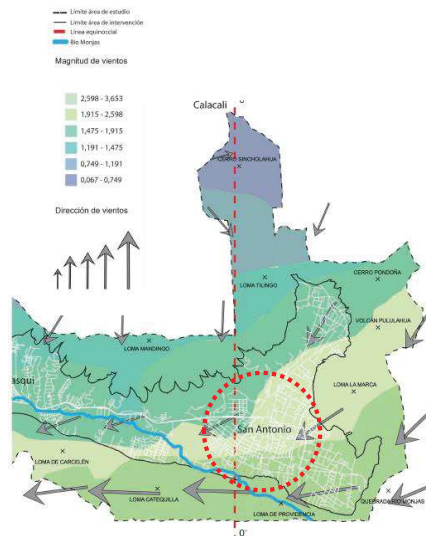 Límite área de estudio
Límite área de intervención
Línea equinorcial
Río Monjas
Magnitud de vientos
2,598 - 3,653
1,915 - 2,598
1,475 - 1,915
1,191 - 1,475
0,749 - 1,191
0,067 - 0,749
Dirección de vientos
Calacali
CERRO SINCHOLAHUA
CERRO PONDOÑA
LOMA TILINGO
VOLCÁN PULULAHUA
LOMA MANDINGO
LOMA LA MARCA
asqui
San Antonio
LOMA DE CARCELÉN
LOMA CATEQUILLA
QUEBRADA RÍO MONJAS
LOMA DE PROVIDENCIA
0°